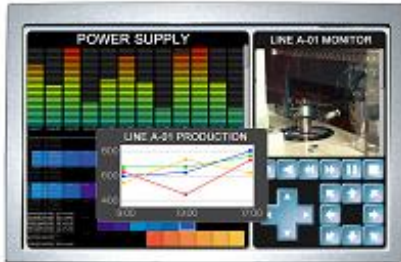 POWER SUPPLY
LINE A-01 MONITOR
LINE A-01 PRODUCTION
800
600
400
9:00
13:00
17:00